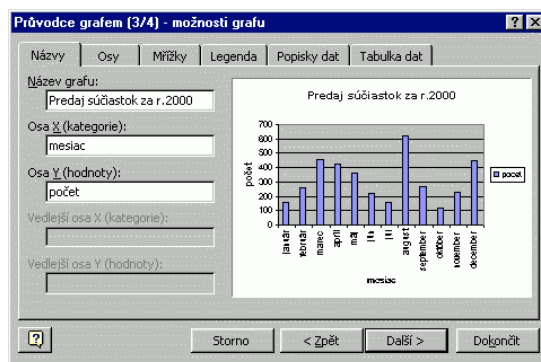 Průvodce grafem (3/4) - možnosti grafu
Názvy
Osy
Mřížky
Legenda
Popisky dat
Tabulka dat
Název grafu:
Predaj súčiastok za r.2000
Osa X (kategorie):
mesiac
Osa Y (hodnoty):
počet
Vedlejší osa X (kategorie):
Vedlejší osa Y (hodnoty):
Predaj súčiastok za r.2000
700
600
500
400
300
200
100
0
počet
január
február
marec
apríl
máj
jún
júl
august
september
október
november
december
mesiac
počet
Storno
< Zpět
Další >
Dokončit